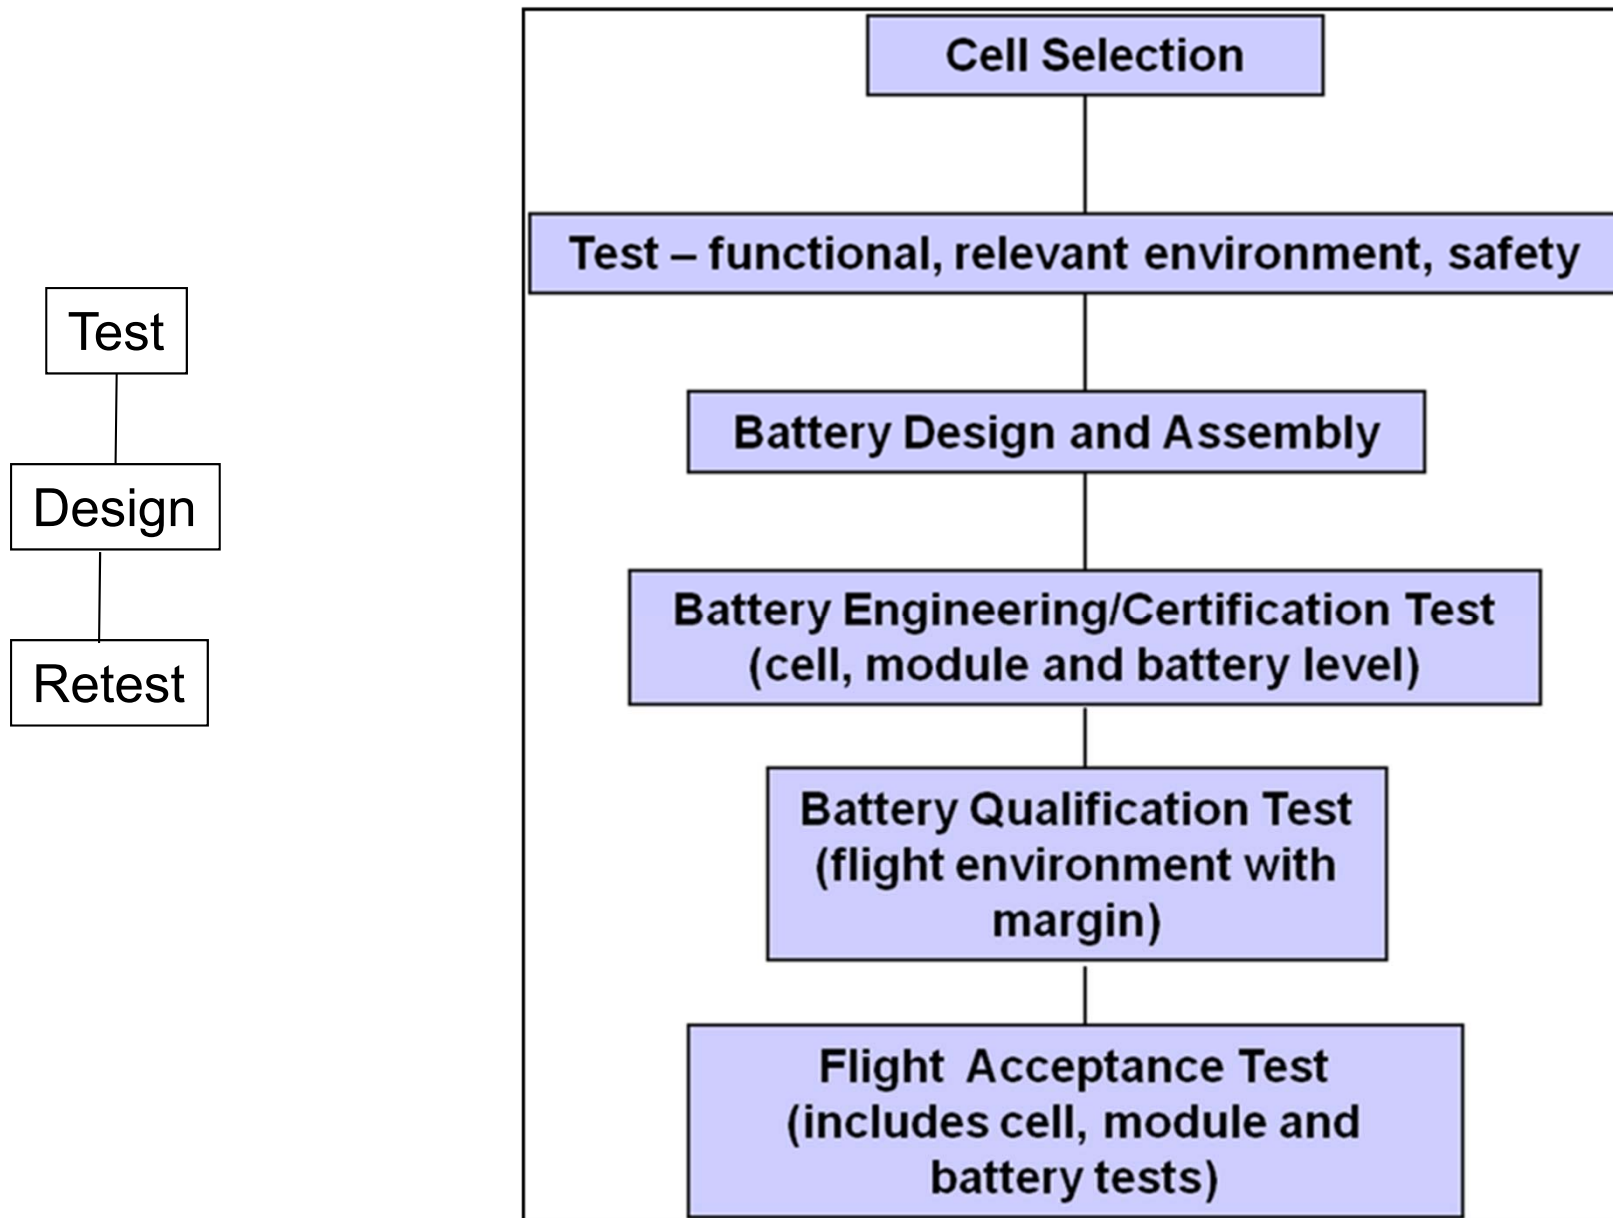 Test
Design
Retest
Cell Selection
Test – functional, relevant environment, safety
Battery Design and Assembly
Battery Engineering/Certification Test
(cell, module and battery level)
Battery Qualification Test
(flight environment with
margin)
Flight Acceptance Test
(includes cell, module and
battery tests)